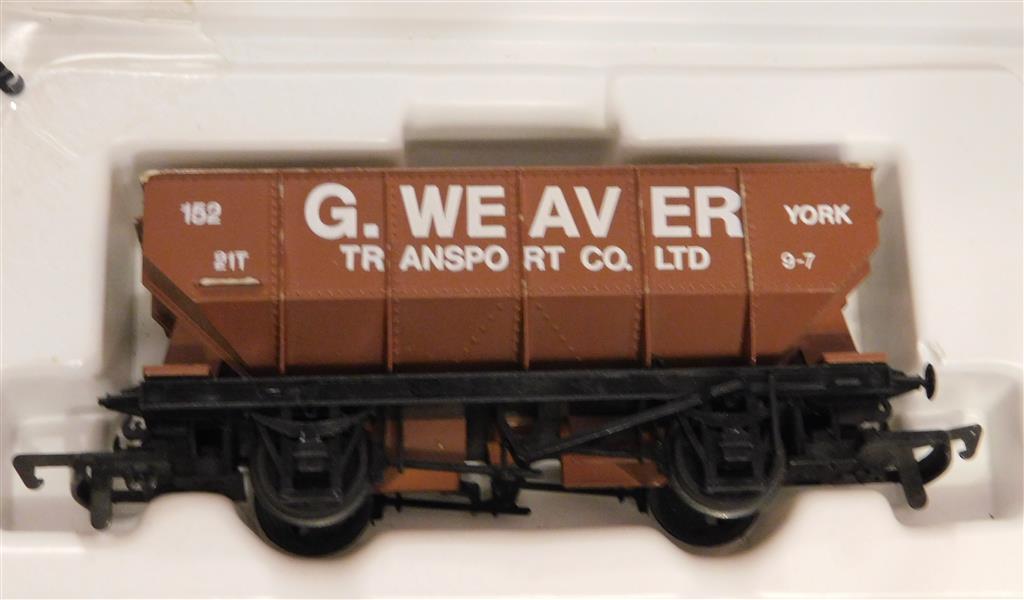 152
G. WEAVER
YORK
TRANSPORT CO. LTD
21T
9-7